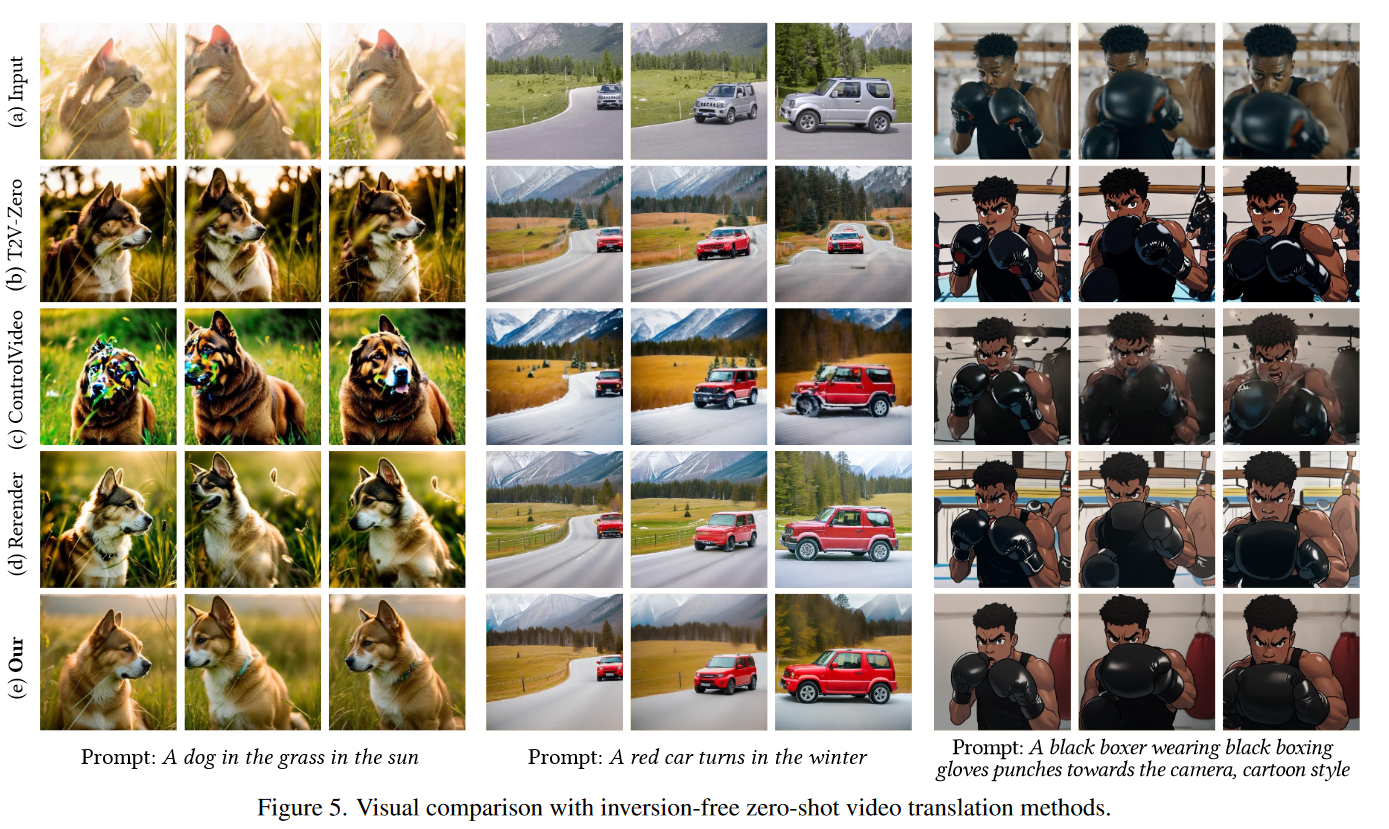 (a) Input
(b) T2V-Zero
(c) ControlVideo
(d) Rerender
(e) Our
Prompt: A dog in the grass in the sun
Prompt: A red car turns in the winter
Prompt: A black boxer wearing black boxing
gloves punches towards the camera, cartoon style
Figure 5. Visual comparison with inversion-free zero-shot video translation methods.